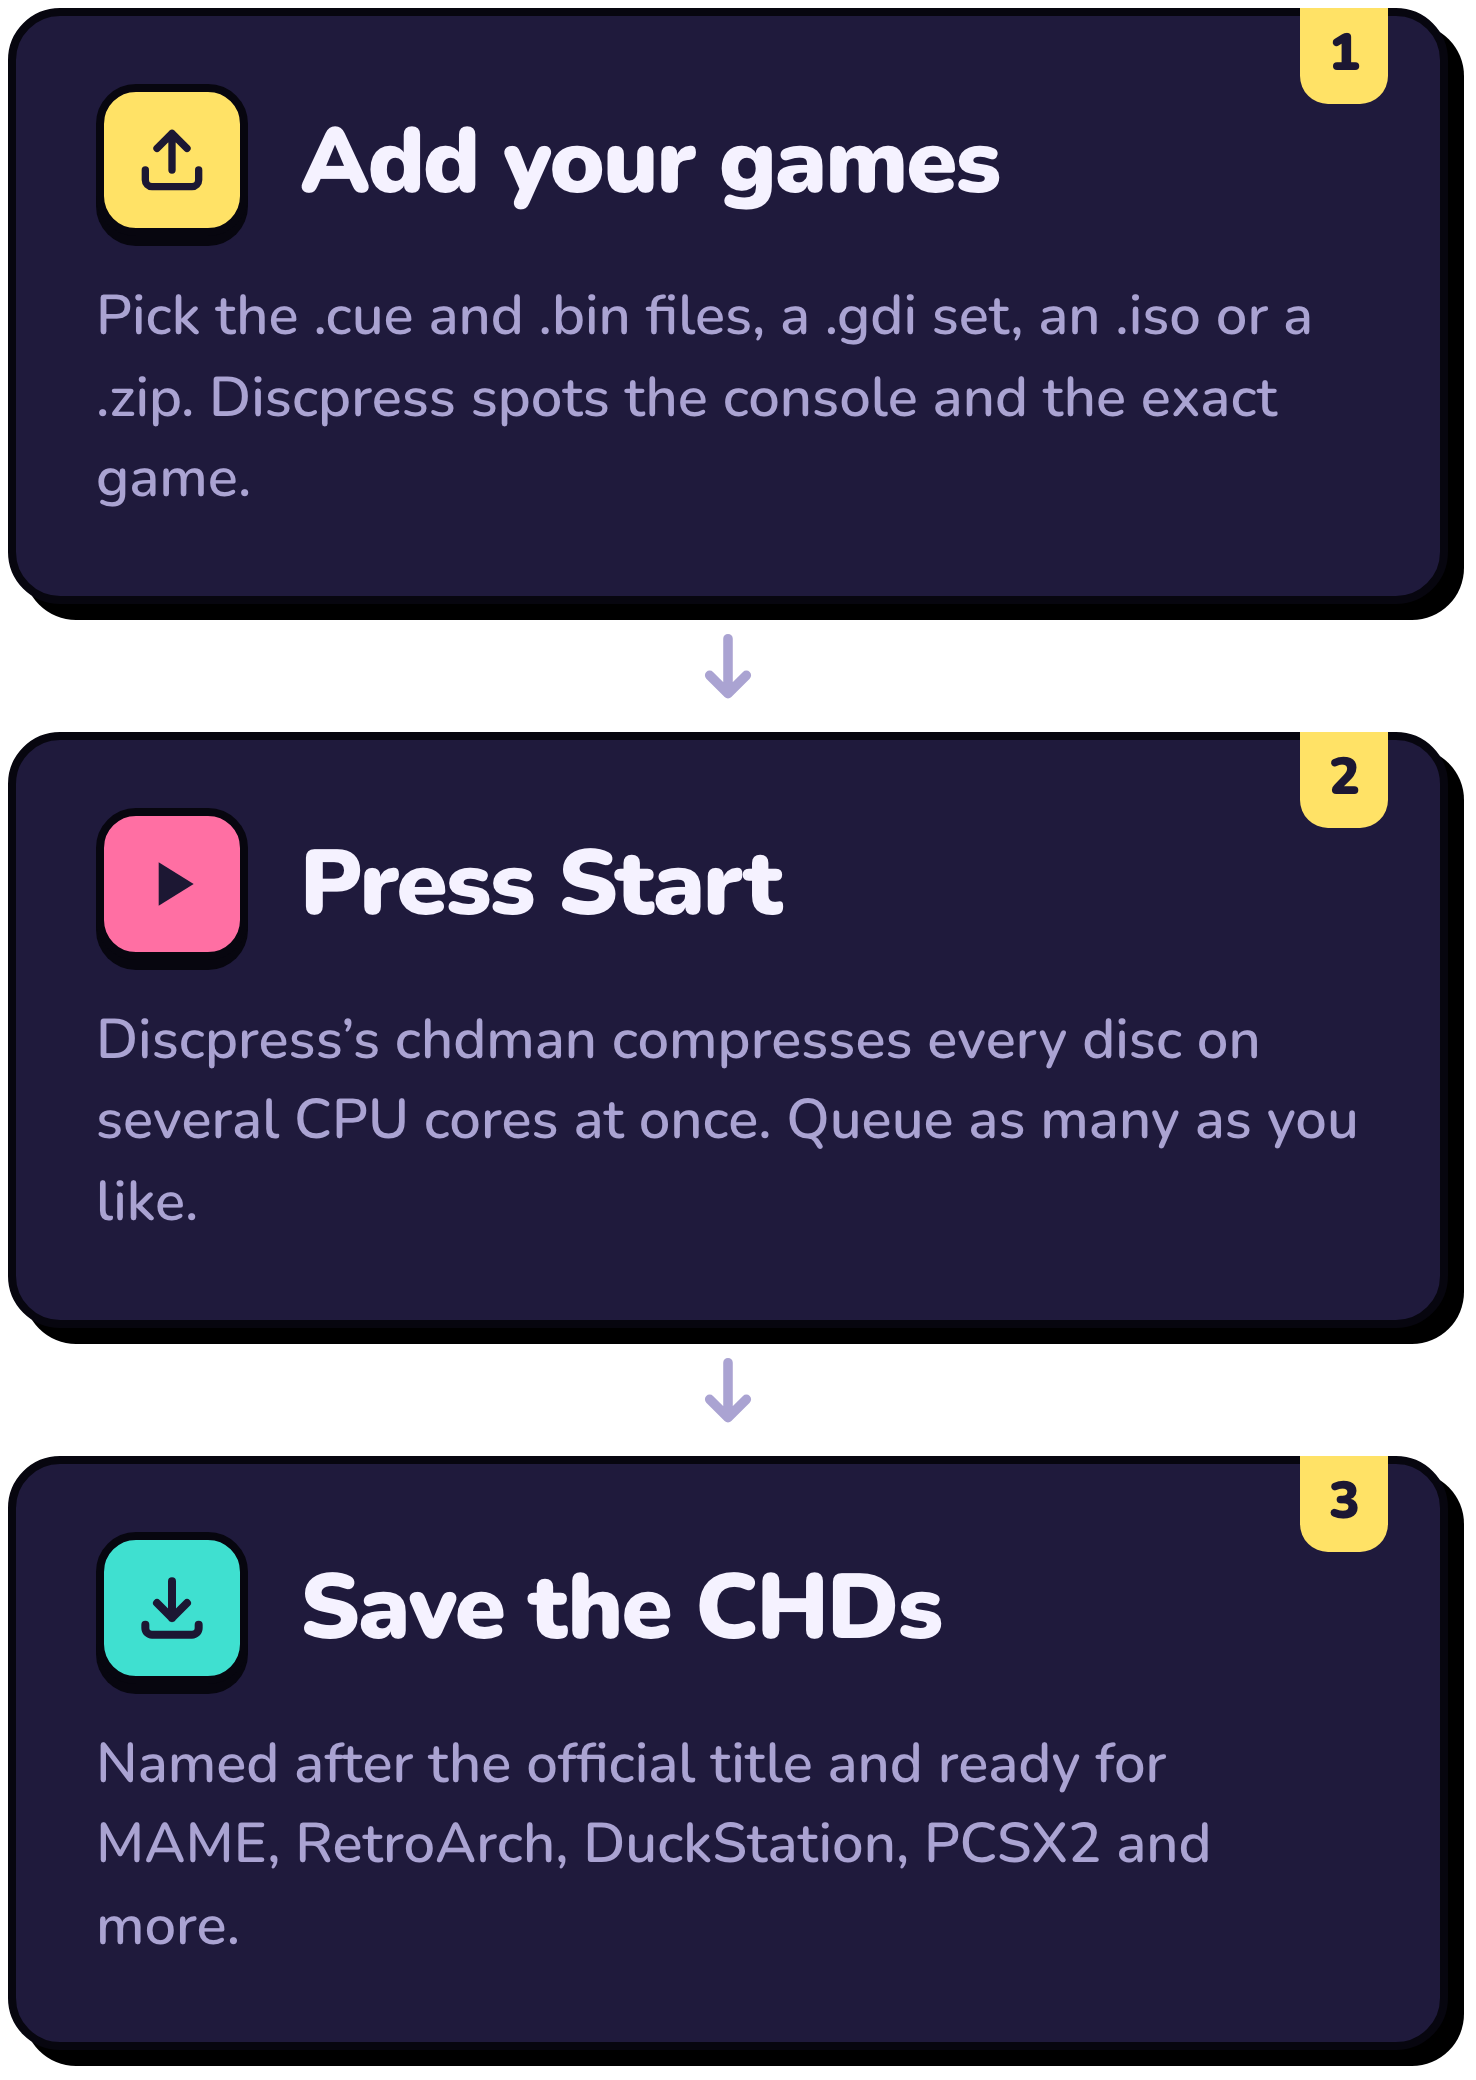 1
Add your games
Pick the .cue and .bin files, a .gdi set, an .iso or a
.zip. Discpress spots the console and the exact
game.
2
Press Start
Discpress’s chdman compresses every disc on
several CPU cores at once. Queue as many as you
like.
3
Save the CHDs
Named after the official title and ready for
MAME, RetroArch, DuckStation, PCSX2 and
more.